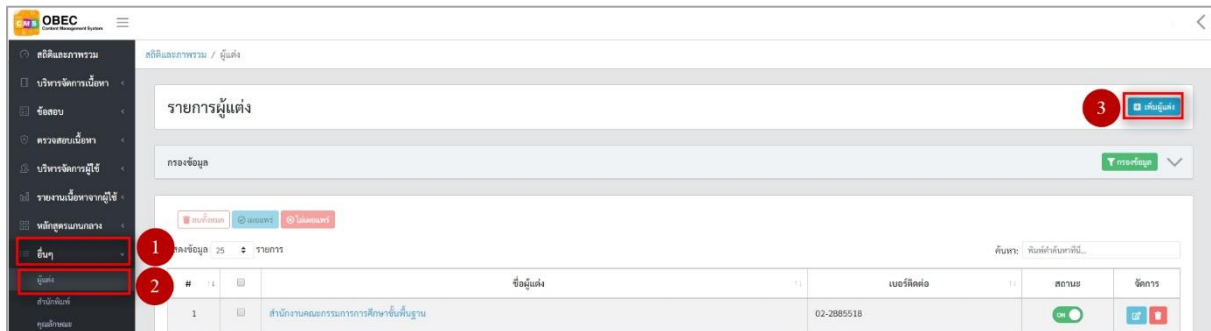 CMS OBEC
Content Management System
สถิติและภาพรวม
บริหารจัดการเนื้อหา
ข้อสอบ
ตรวจสอบเนื้อหา
บริหารจัดการผู้ใช้
รายงานเนื้อหาจากผู้ใช้
หลักสูตรแกนกลาง
1 อื่นๆ
2 ผู้แต่ง
สำนักพิมพ์
คุณลักษณะ
สถิติและภาพรวม / ผู้แต่ง
รายการผู้แต่ง
3 เพิ่มผู้แต่ง
กรองข้อมูล กรองข้อมูล
ลบทั้งหมด เผยแพร่ ไม่เผยแพร่
แสดงข้อมูล 25 รายการ ค้นหา: พิมพ์คำค้นหาที่นี่...
# ชื่อผู้แต่ง เบอร์ติดต่อ สถานะ จัดการ
1 สำนักงานคณะกรรมการการศึกษาขั้นพื้นฐาน 02-2885518 ON